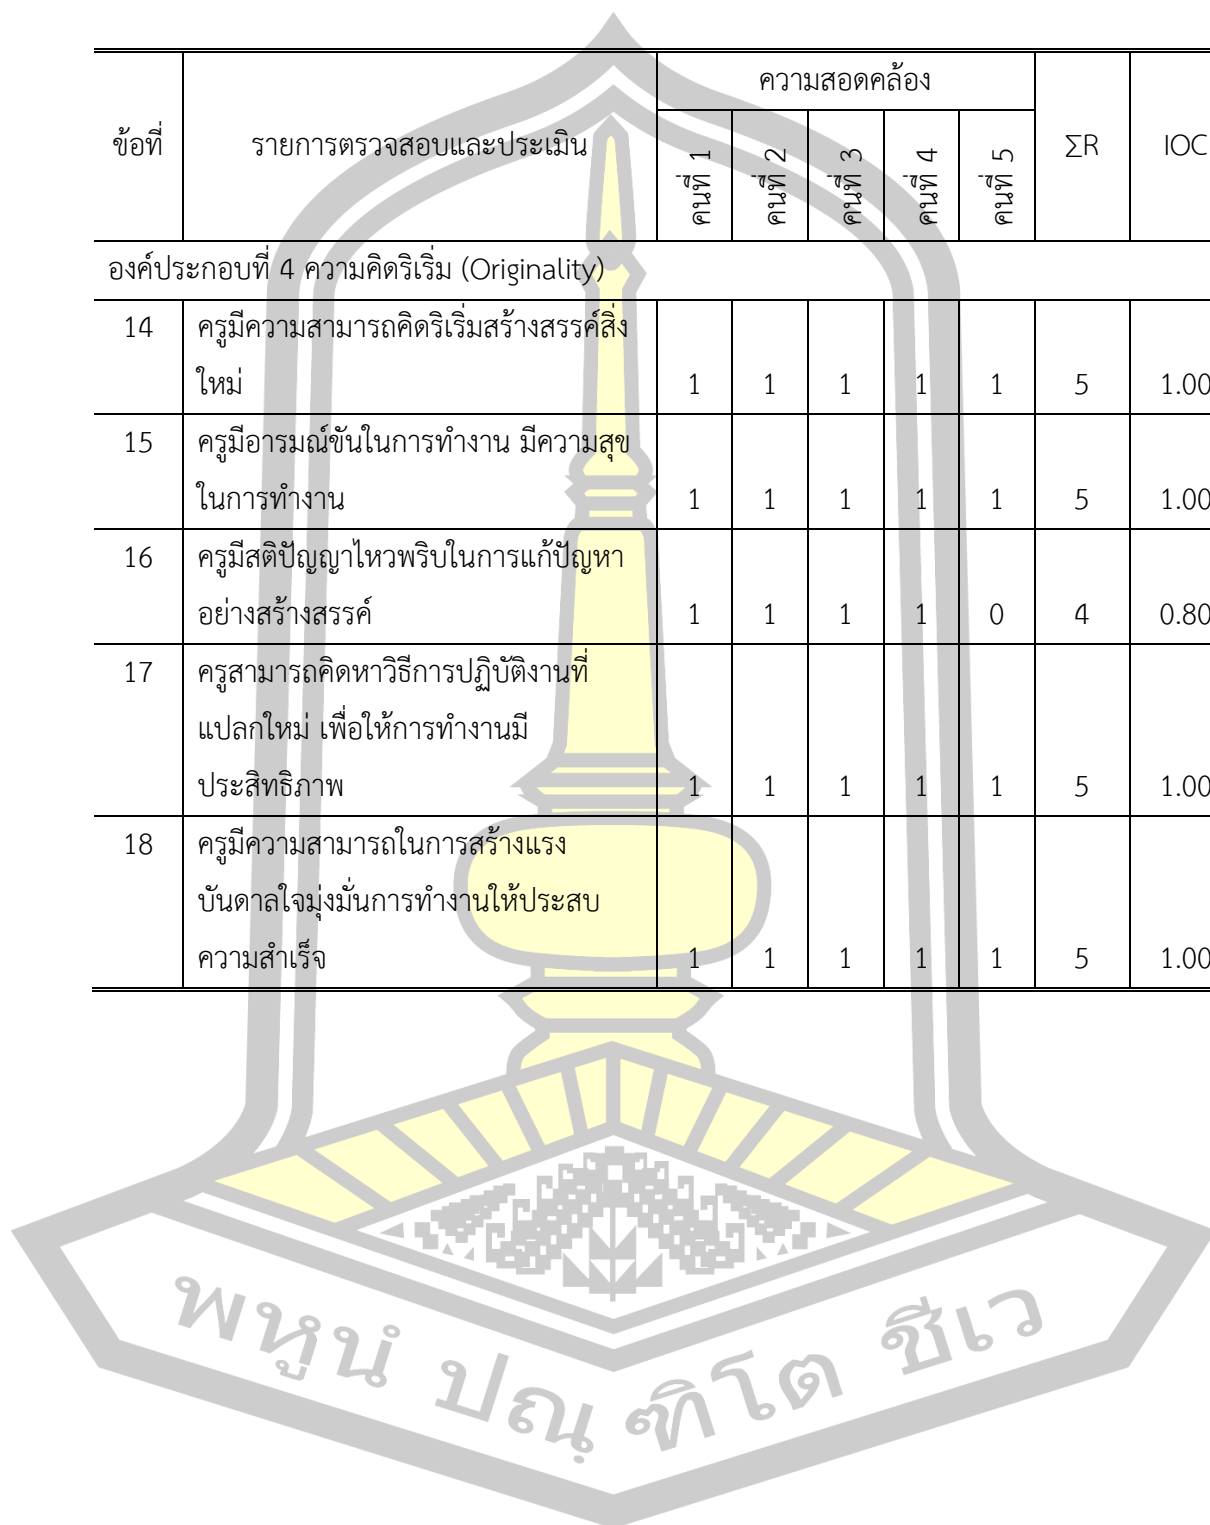 ข้อที่ รายการตรวจสอบและประเมิน ความสอดคล้อง ΣR IOC
คนที่ 1 คนที่ 2 คนที่ 3 คนที่ 4 คนที่ 5
องค์ประกอบที่ 4 ความคิดริเริ่ม (Originality)
14 ครูมีความสามารถคิดริเริ่มสร้างสรรค์สิ่ง
ใหม่ 1 1 1 1 1 5 1.00
15 ครูมีอารมณ์ขันในการทำงาน มีความสุข
ในการทำงาน 1 1 1 1 1 5 1.00
16 ครูมีสติปัญญาไหวพริบในการแก้ปัญหา
อย่างสร้างสรรค์ 1 1 1 1 0 4 0.80
17 ครูสามารถคิดหาวิธีการปฏิบัติงานที่
แปลกใหม่ เพื่อให้การทำงานมี
ประสิทธิภาพ 1 1 1 1 1 5 1.00
18 ครูมีความสามารถในการสร้างแรง
บันดาลใจมุ่งมั่นการทำงานให้ประสบ
ความสำเร็จ 1 1 1 1 1 5 1.00
พหูนํ ปณฺฑิโต ชีเว